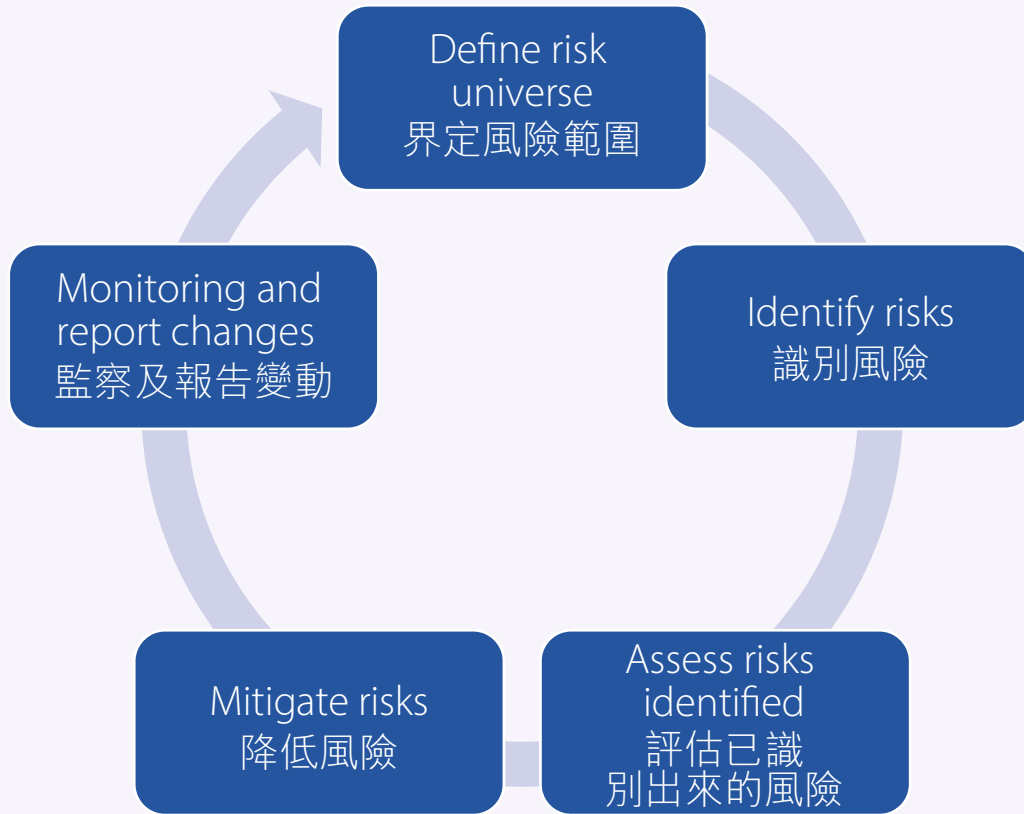 Define risk
universe
界定風險範圍
Identify risks
識別風險
Assess risks
identified
評估已識
別出來的風險
Mitigate risks
降低風險
Monitoring and
report changes
監察及報告變動